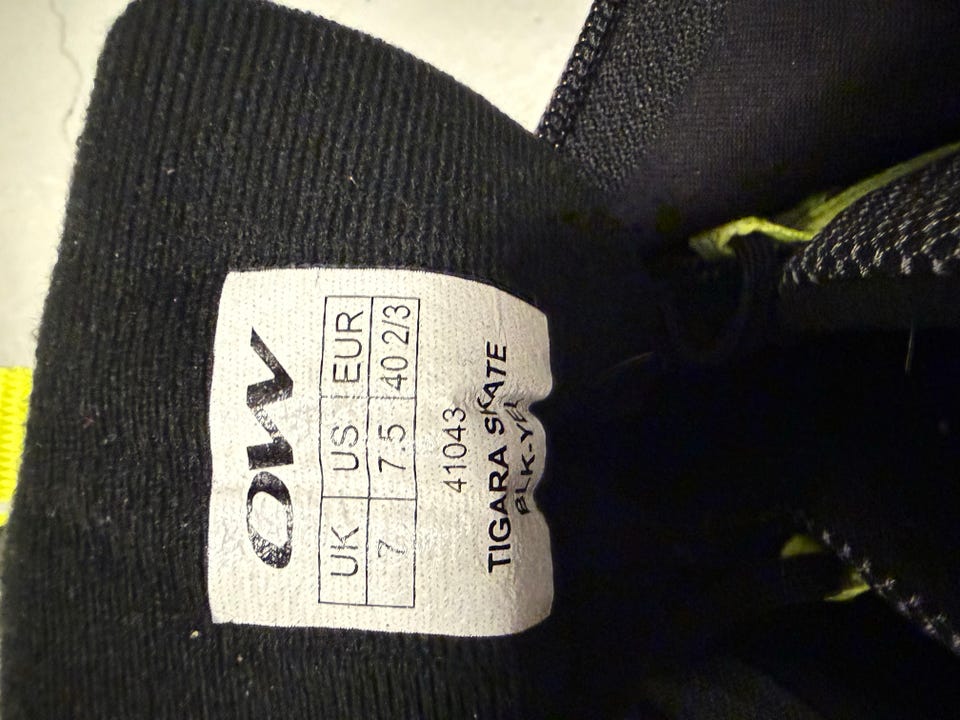 OW
UK US EUR
7 7.5 40 2/3
41043
TIGARA SKATE
BLK-YEL